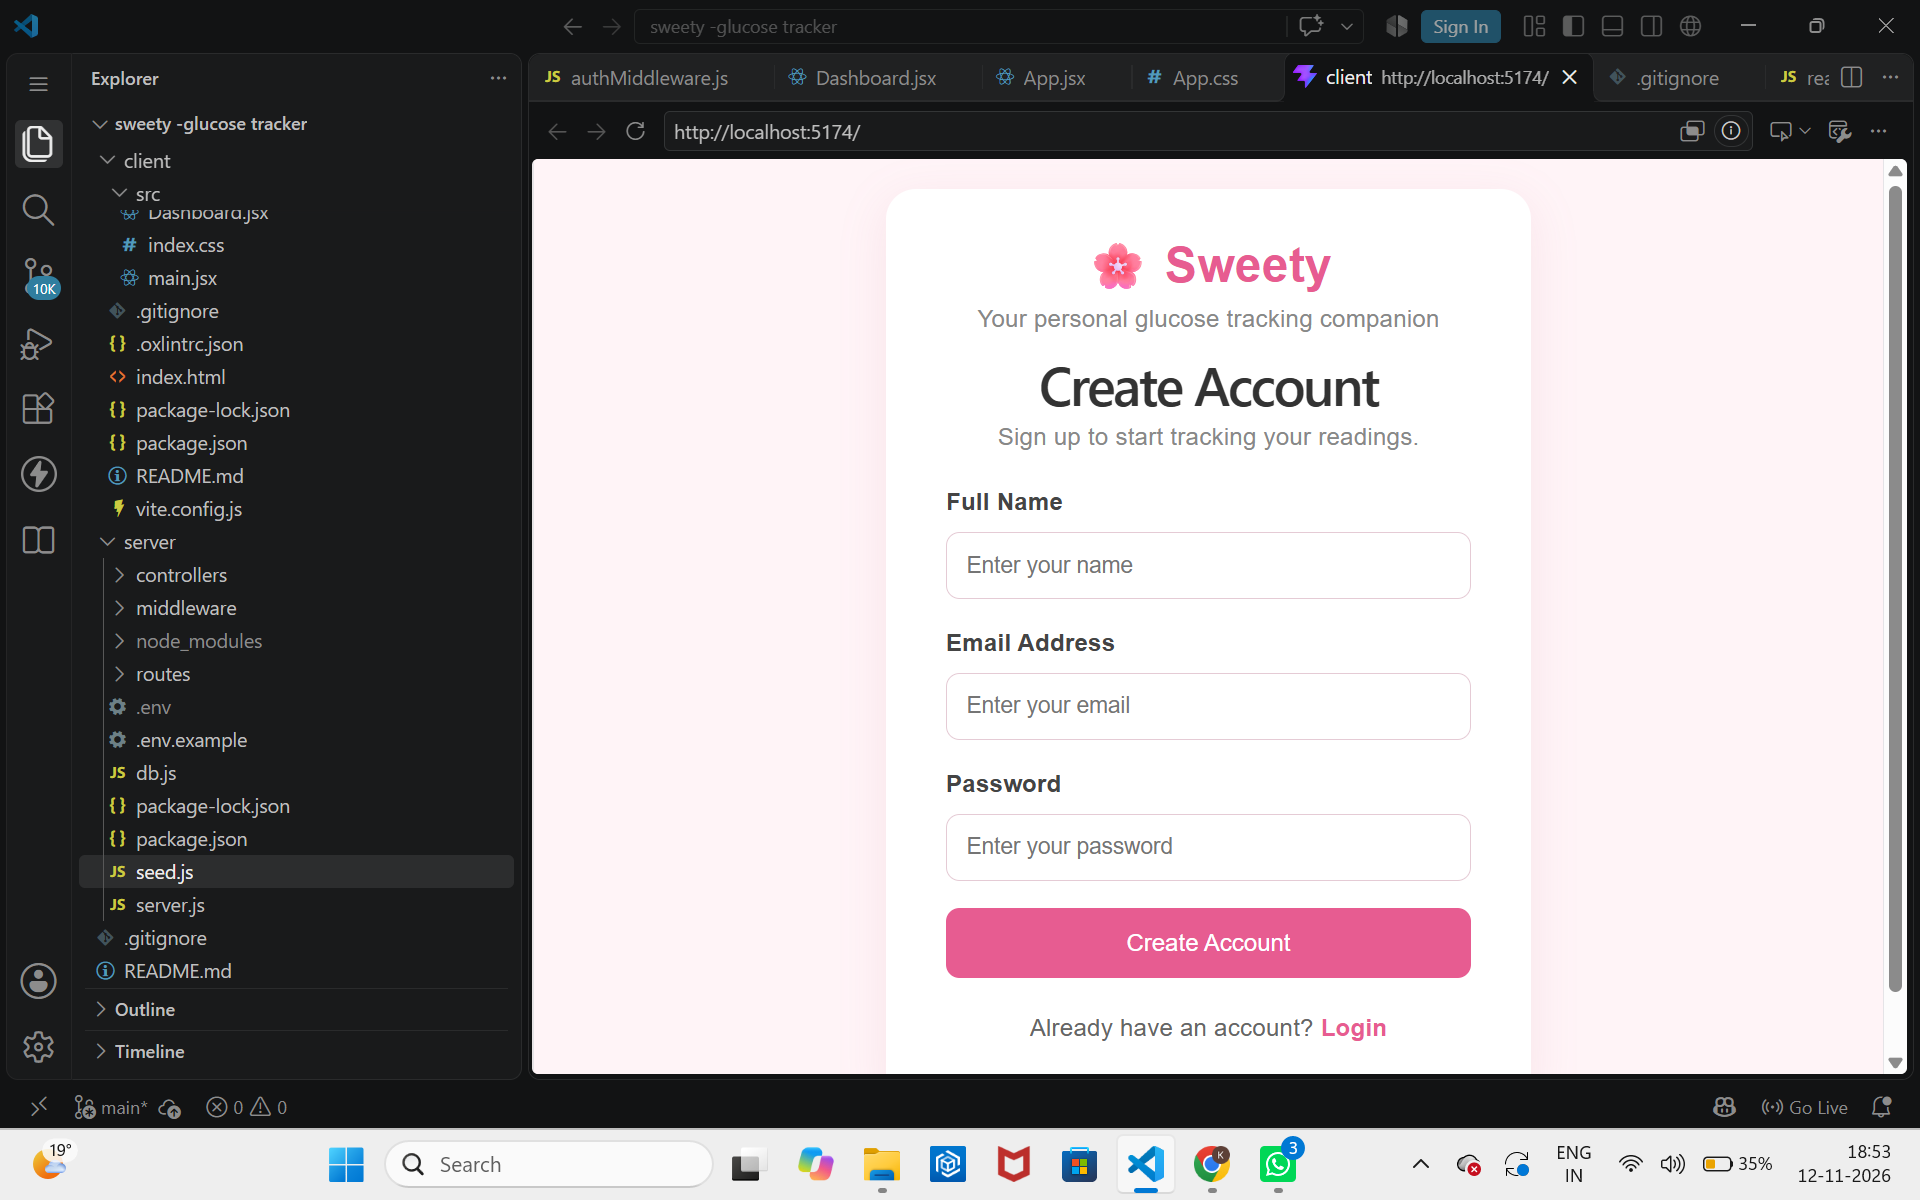 sweety -glucose tracker
Sign In
Explorer
sweety -glucose tracker
client
src
Dashboard.jsx
index.css
main.jsx
.gitignore
.oxlintrc.json
index.html
package-lock.json
package.json
README.md
vite.config.js
server
controllers
middleware
node_modules
routes
.env
.env.example
db.js
package-lock.json
package.json
seed.js
server.js
.gitignore
README.md
Outline
Timeline
10K
JS authMiddleware.js
Dashboard.jsx
App.jsx
# App.css
client http://localhost:5174/
.gitignore
JS
http://localhost:5174/
🌸 Sweety
Your personal glucose tracking companion
Create Account
Sign up to start tracking your readings.
Full Name
Enter your name
Email Address
Enter your email
Password
Enter your password
Create Account
Already have an account? Login
main*
0 0
Go Live
19°
Search
3
ENG
IN
35%
18:53
12-11-2026